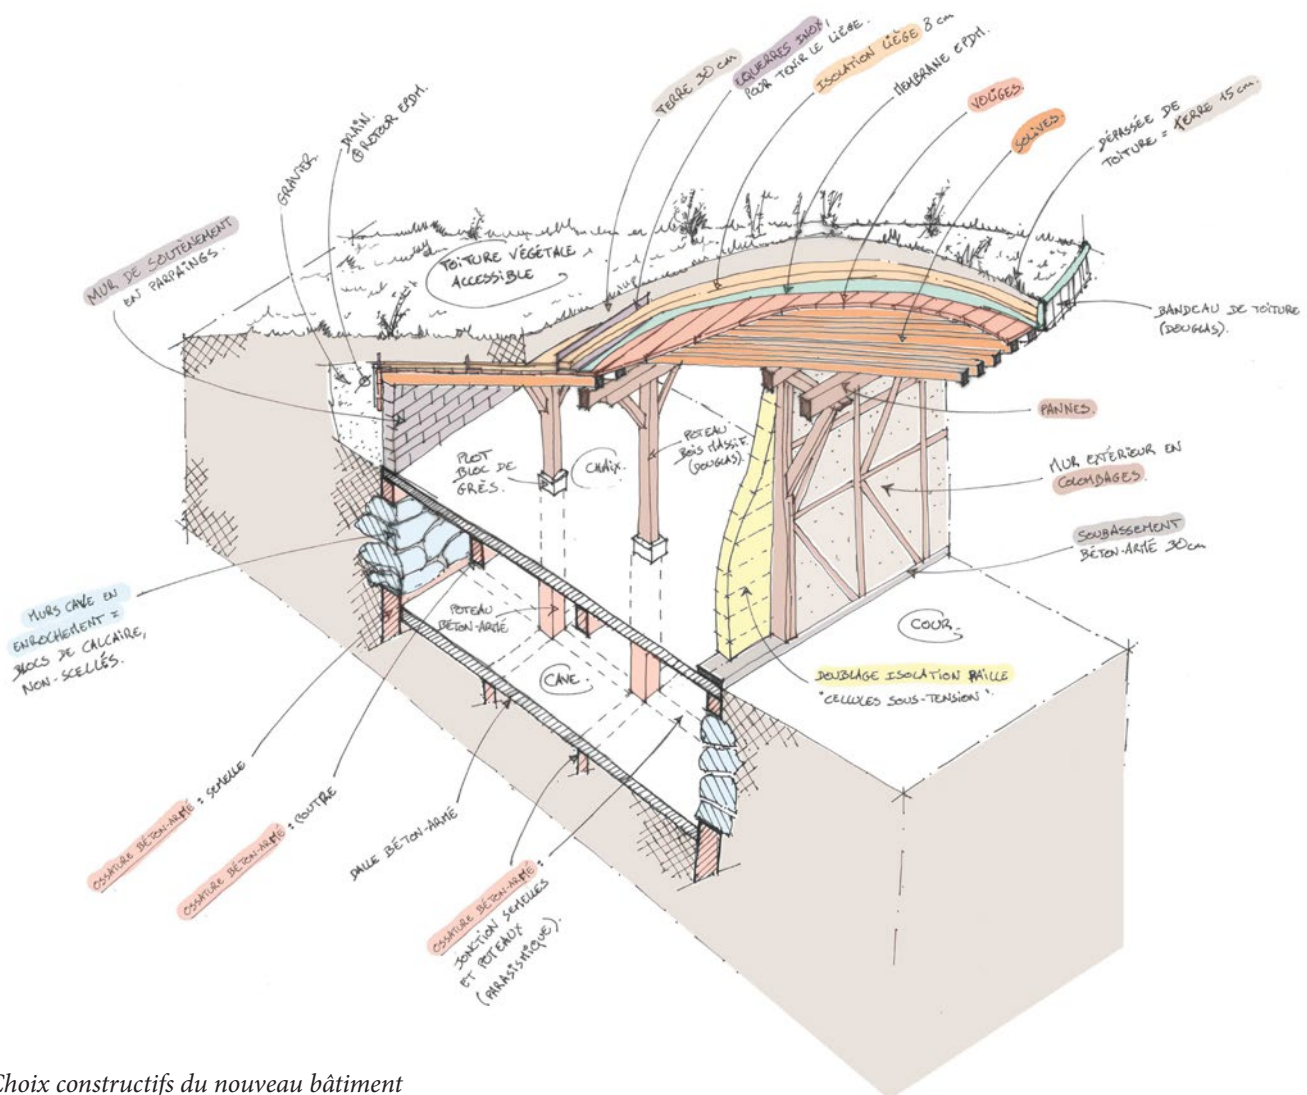 TERRE 30 cm
EQUERRES INOX,
POUR TENIR LE LIÈGE.
ISOLATION LIÈGE 8 cm
MEMBRANE EPDM.
VOLIGES.
SOLIVES.
DÉPASSÉE DE
TOITURE = TERRE 15 cm.
DRAIN.
⊕ RETOUR EPDM.
GRAVIER.
MUR DE SOUTÈNEMENT
EN PARPAINGS.
TOITURE VÉGÉTALE
ACCESSIBLE
BANDEAU DE TOITURE
(DOUGLAS).
PANNES.
PLOT
BLOC DE
GRÈS.
CHAIX.
POTEAU
BOIS MASSIF.
(DOUGLAS).
MUR EXTÉRIEUR EN
COLOMBAGES.
SOUBASSEMENT
BÉTON-ARMÉ 30cm
MURS CAVE EN
ENROCHEMENT =
BLOCS DE CALCAIRE,
NON-SCELLÉS.
POTEAU
BÉTON-ARMÉ
CAVE
COUR.
DOUBLAGE ISOLATION PAILLE
"CELLULES SOUS-TENSION"
OSSATURE BÉTON-ARMÉ : SEMELLE
OSSATURE BÉTON-ARMÉ : POUTRE
DALLE BÉTON-ARMÉ
OSSATURE BÉTON-ARMÉ :
JONCTION SEMELLES
ET POTEAUX
(PARASISMIQUE).
Choix constructifs du nouveau bâtiment